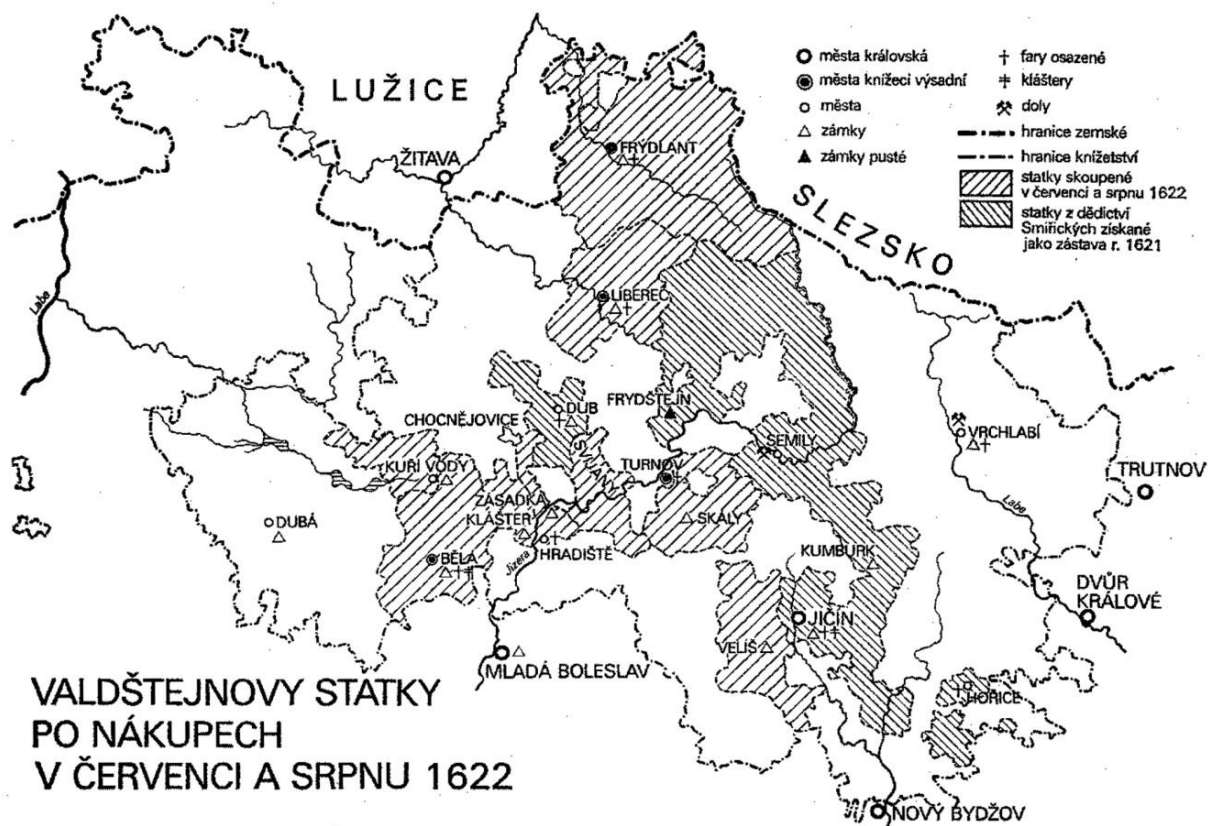 LUŽICE
ŽITAVA
FRÝDLANT
SLEZSKO
města královská
města knížecí výsadní
města
zámky
zámky pusté
fary osazené
kláštery
doly
hranice zemské
hranice knížetství
statky skoupené
v červenci a srpnu 1622
statky z dědictví
Smiřických získané
jako zástava r. 1621
Labe
LIBEREC
CHOCNĚJOVICE
DUB
FRYDŠTEJN
SEMILY
VRCHLABÍ
TRUTNOV
KUŘÍ VODY
TURNOV
ZÁSADKA
KLÁŠTER
SKÁLY
DUBÁ
HRADIŠTĚ
BĚLÁ
Jizera
KUMBURK
Labe
DVŮR
KRÁLOVÉ
JIČÍN
VELIŠ
MLADÁ BOLESLAV
HOŘICE
NOVÝ BYDŽOV
VALDŠTEJNOVY STATKY
PO NÁKUPECH
V ČERVENCI A SRPNU 1622